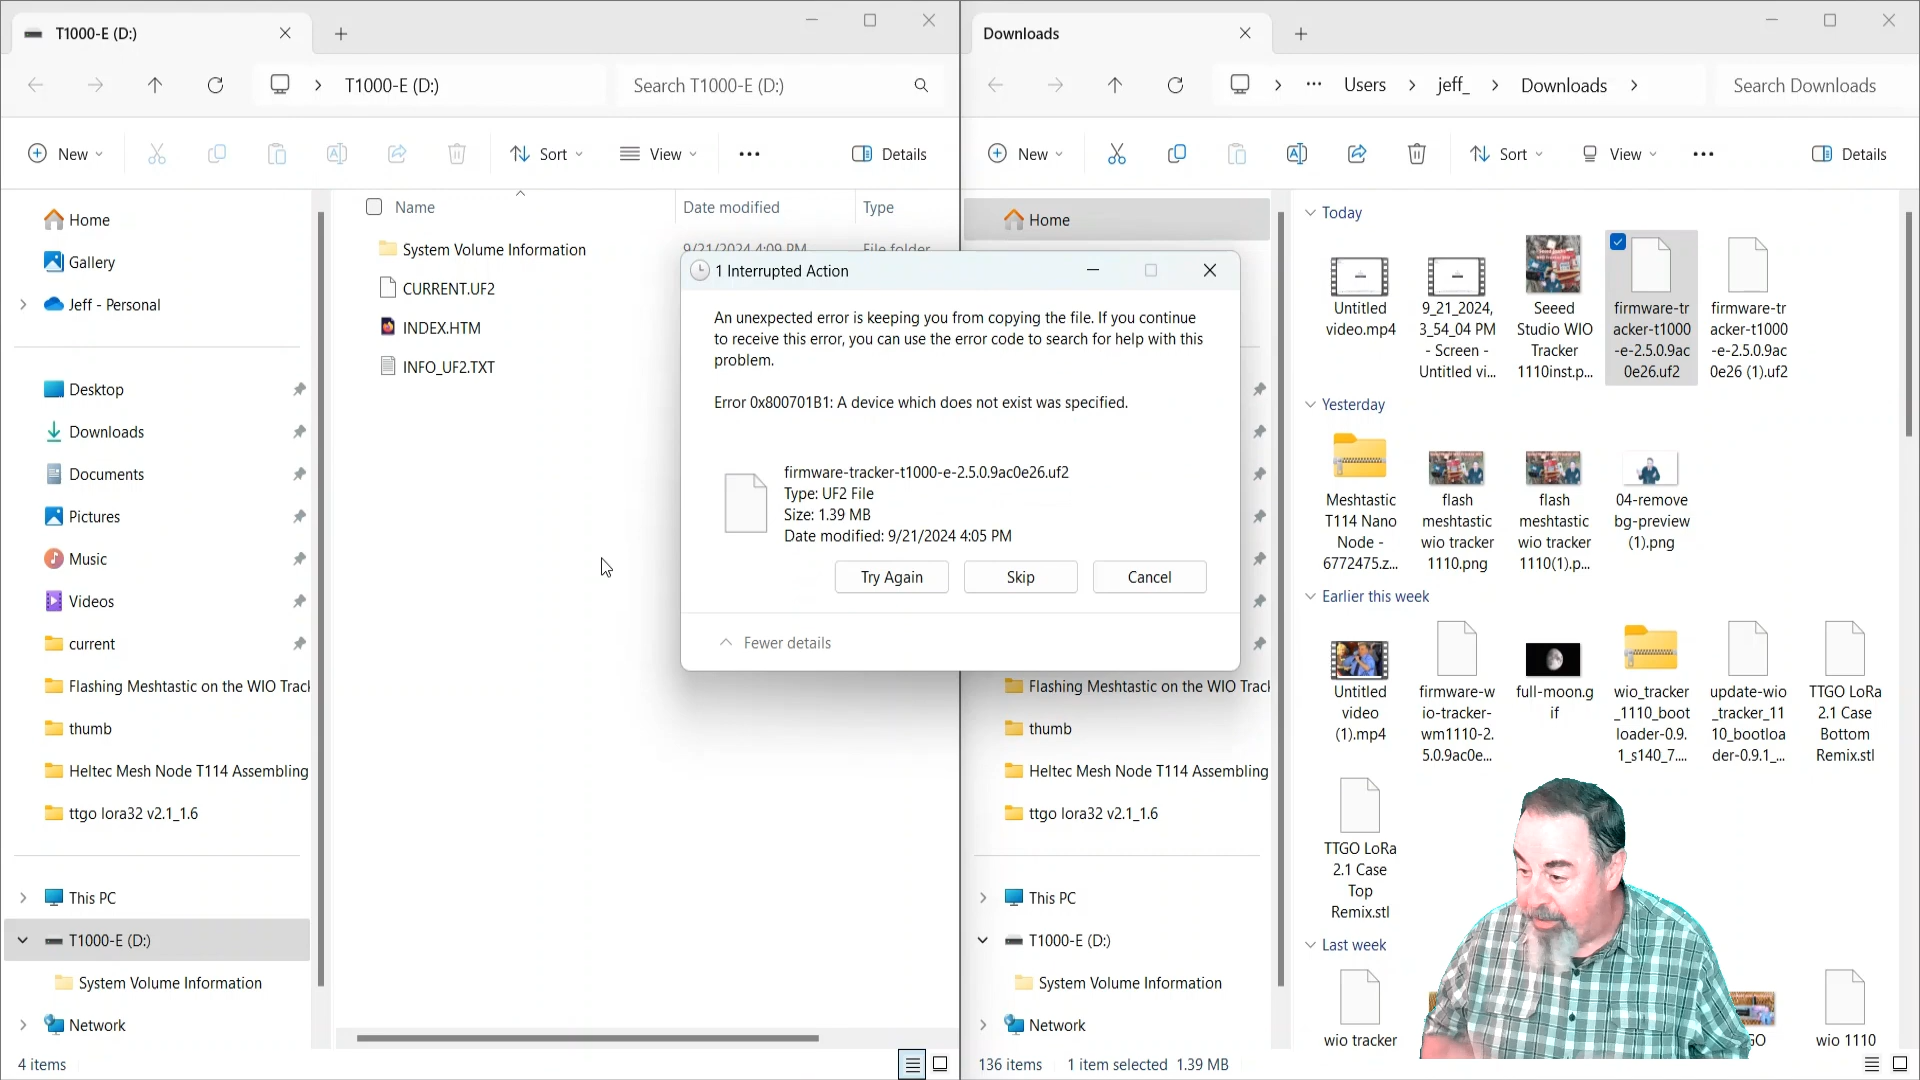 T1000-E (D:)
T1000-E (D:)
Search T1000-E (D:)
New
Sort
View
Details
Home
Gallery
Jeff - Personal
Desktop
Downloads
Documents
Pictures
Music
Videos
current
Flashing Meshtastic on the WIO Tracl
thumb
Heltec Mesh Node T114 Assembling
ttgo lora32 v2.1_1.6
This PC
T1000-E (D:)
System Volume Information
Network
Name
Date modified
Type
System Volume Information
9/21/2024 4:09 PM
File folder
CURRENT.UF2
INDEX.HTM
INFO_UF2.TXT
4 items
1 Interrupted Action
An unexpected error is keeping you from copying the file. If you continue
to receive this error, you can use the error code to search for help with this
problem.
Error 0x800701B1: A device which does not exist was specified.
firmware-tracker-t1000-e-2.5.0.9ac0e26.uf2
Type: UF2 File
Size: 1.39 MB
Date modified: 9/21/2024 4:05 PM
Try Again
Skip
Cancel
Fewer details
Downloads
Users
jeff_
Downloads
Search Downloads
New
Sort
View
Details
Home
Flashing Meshtastic on the WIO Tracl
thumb
Heltec Mesh Node T114 Assembling
ttgo lora32 v2.1_1.6
This PC
T1000-E (D:)
System Volume Information
Network
Today
Untitled
video.mp4
9_21_2024,
3_54_04 PM
- Screen -
Untitled vi...
Seeed
Studio WIO
Tracker
1110inst.p...
firmware-tr
acker-t1000
-e-2.5.0.9ac
0e26.uf2
firmware-tr
acker-t1000
-e-2.5.0.9ac
0e26 (1).uf2
Yesterday
Meshtastic
T114 Nano
Node -
6772475.z...
flash
meshtastic
wio tracker
1110.png
flash
meshtastic
wio tracker
1110(1).p...
04-remove
bg-preview
(1).png
Earlier this week
Untitled
video
(1).mp4
firmware-w
io-tracker-
wm1110-2.
5.0.9ac0e...
full-moon.g
if
wio_tracker
_1110_boot
loader-0.9.
1_s140_7....
update-wio
_tracker_11
10_bootloa
der-0.9.1_...
TTGO LoRa
2.1 Case
Bottom
Remix.stl
TTGO LoRa
2.1 Case
Top
Remix.stl
Last week
wio tracker
GO
wio 1110
136 items
1 item selected
1.39 MB